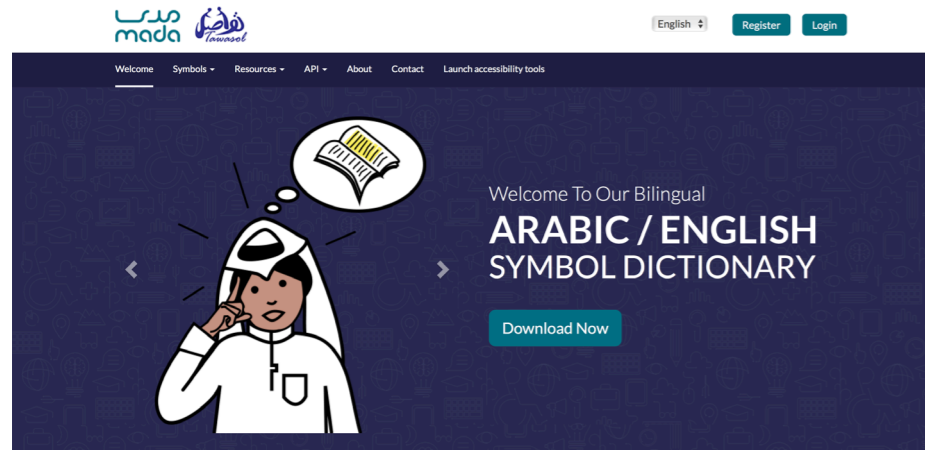 مدى تواصل
mada Tawasol
English Register Login
Welcome Symbols Resources API About Contact Launch accessibility tools
Welcome To Our Bilingual
ARABIC / ENGLISH
SYMBOL DICTIONARY
Download Now